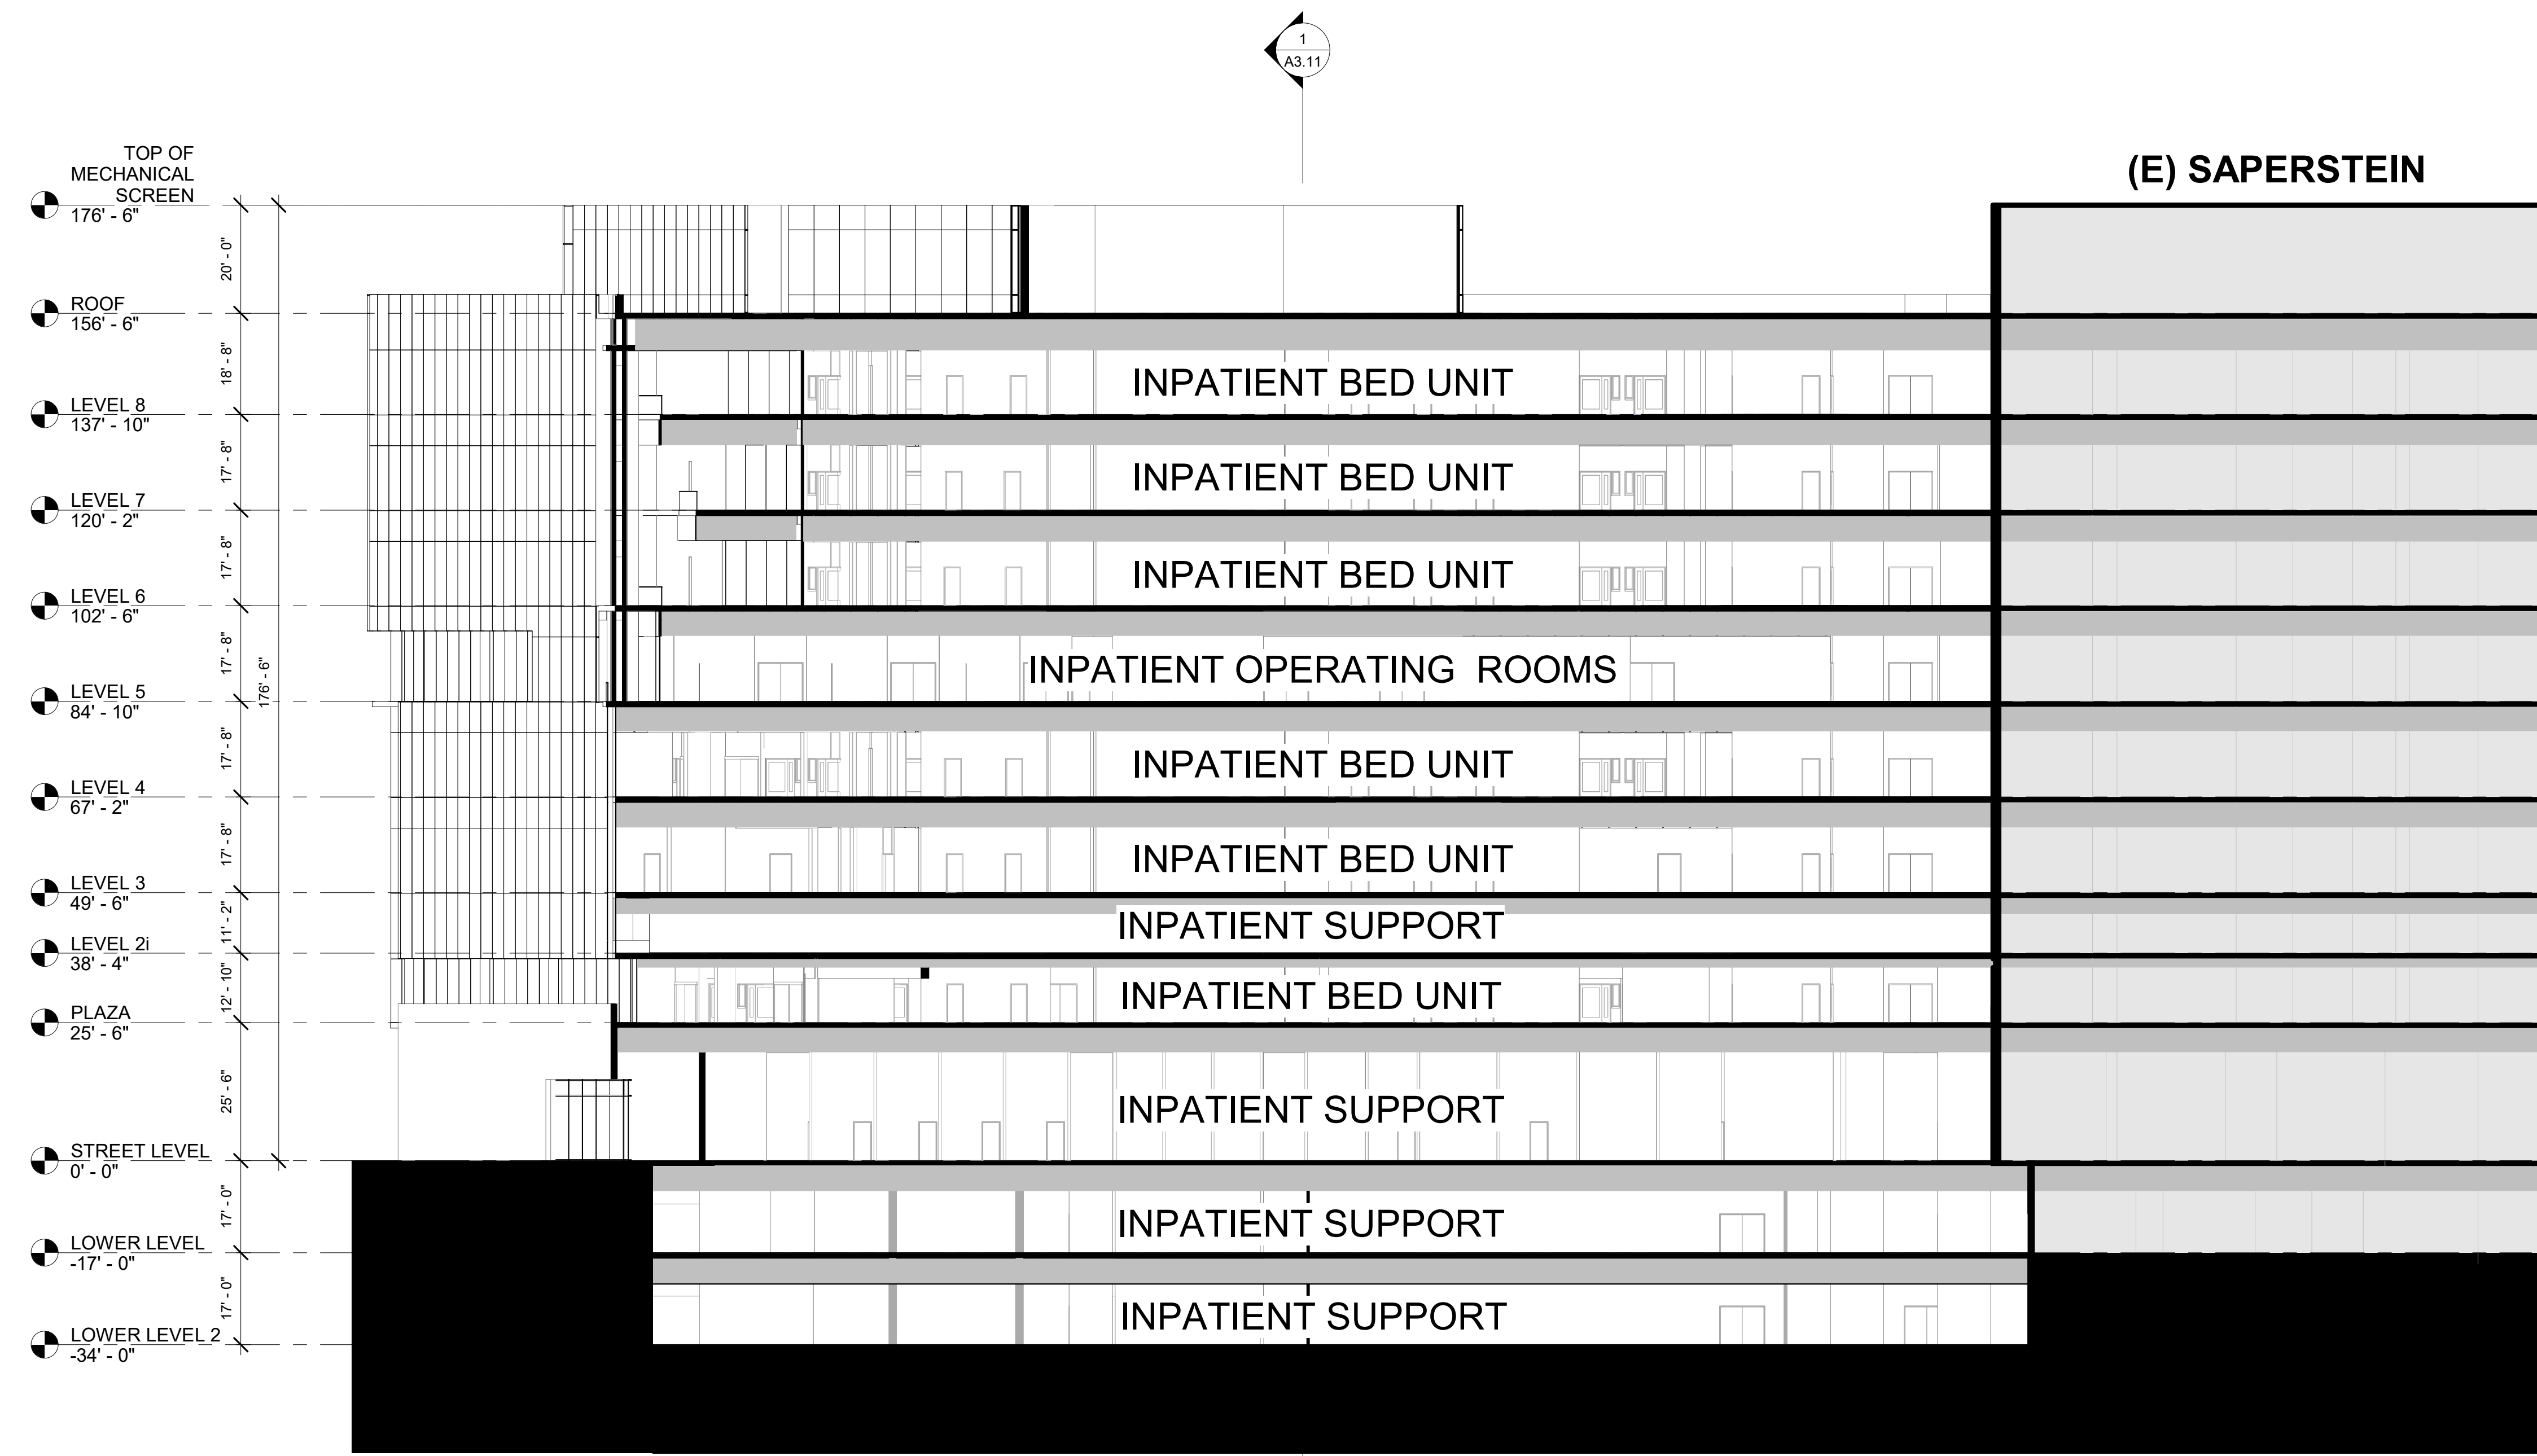 1
A3.11
(E) SAPERSTEIN
TOP OF
MECHANICAL
SCREEN
176' - 6"
20' - 0"
ROOF
156' - 6"
18' - 8"
INPATIENT BED UNIT
LEVEL 8
137' - 10"
17' - 8"
INPATIENT BED UNIT
LEVEL 7
120' - 2"
17' - 8"
INPATIENT BED UNIT
LEVEL 6
102' - 6"
17' - 8"
176' - 6"
INPATIENT OPERATING ROOMS
LEVEL 5
84' - 10"
17' - 8"
INPATIENT BED UNIT
LEVEL 4
67' - 2"
17' - 8"
INPATIENT BED UNIT
LEVEL 3
49' - 6"
11' - 2"
INPATIENT SUPPORT
LEVEL 2i
38' - 4"
12' - 10"
INPATIENT BED UNIT
PLAZA
25' - 6"
25' - 6"
INPATIENT SUPPORT
STREET LEVEL
0' - 0"
17' - 0"
INPATIENT SUPPORT
LOWER LEVEL
-17' - 0"
17' - 0"
INPATIENT SUPPORT
LOWER LEVEL 2
-34' - 0"